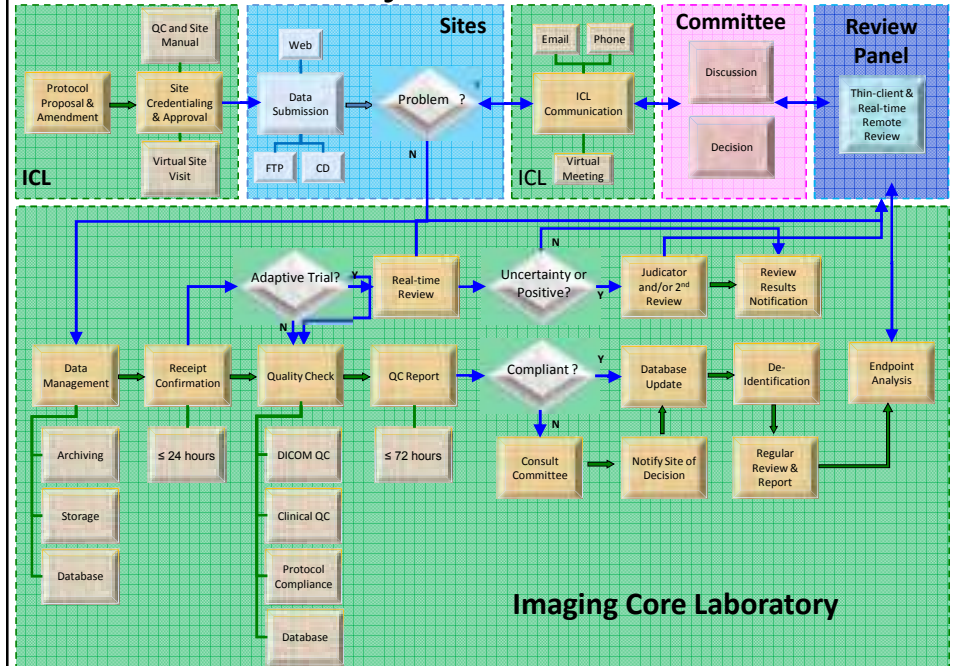 Sites
Committee
Review
Panel
QC and Site
Manual
Protocol
Proposal &
Amendment
Site
Credentialing
& Approval
Virtual Site
Visit
ICL
Web
Data
Submission
FTP
CD
Problem ?
N
Email
Phone
ICL
Communication
Virtual
Meeting
ICL
Discussion
Decision
Thin-client &
Real-time
Remote
Review
Adaptive Trial?
Y
N
Real-time
Review
Uncertainty or
Positive?
N
Y
Judicator
and/or 2nd
Review
Review
Results
Notification
Data
Management
Receipt
Confirmation
Quality Check
QC Report
Compliant ?
Y
N
Database
Update
De-
Identification
Endpoint
Analysis
Archiving
Storage
Database
≤ 24 hours
DICOM QC
Clinical QC
Protocol
Compliance
Database
≤ 72 hours
Consult
Committee
Notify Site of
Decision
Regular
Review &
Report
Imaging Core Laboratory